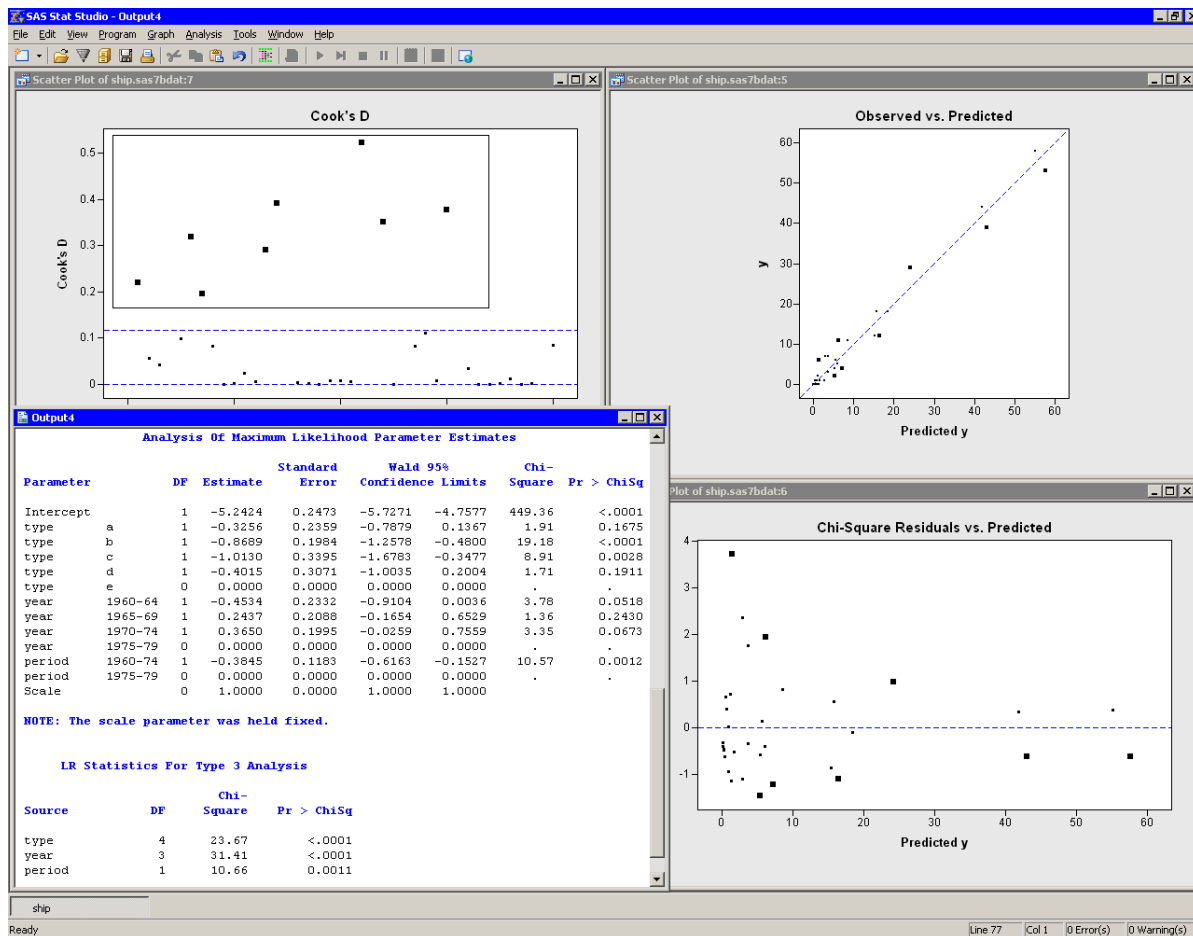 SAS Stat Studio - Output4
File Edit View Program Graph Analysis Tools Window Help
Scatter Plot of ship.sas7bdat:7
Cook's D
0.5
0.4
0.3
0.2
0.1
0
Cook's D
Scatter Plot of ship.sas7bdat:5
Observed vs. Predicted
60
50
40
30
20
10
0
y
0 10 20 30 40 50 60
Predicted y
Output4
Analysis Of Maximum Likelihood Parameter Estimates
Standard Wald 95% Chi-
Parameter DF Estimate Error Confidence Limits Square Pr > ChiSq
Intercept 1 -5.2424 0.2473 -5.7271 -4.7577 449.36 <.0001
type a 1 -0.3256 0.2359 -0.7879 0.1367 1.91 0.1675
type b 1 -0.8689 0.1984 -1.2578 -0.4800 19.18 <.0001
type c 1 -1.0130 0.3395 -1.6783 -0.3477 8.91 0.0028
type d 1 -0.4015 0.3071 -1.0035 0.2004 1.71 0.1911
type e 0 0.0000 0.0000 0.0000 0.0000 . .
year 1960-64 1 -0.4534 0.2332 -0.9104 0.0036 3.78 0.0518
year 1965-69 1 0.2437 0.2088 -0.1654 0.6529 1.36 0.2430
year 1970-74 1 0.3650 0.1995 -0.0259 0.7559 3.35 0.0673
year 1975-79 0 0.0000 0.0000 0.0000 0.0000 . .
period 1960-74 1 -0.3845 0.1183 -0.6163 -0.1527 10.57 0.0012
period 1975-79 0 0.0000 0.0000 0.0000 0.0000 . .
Scale 0 1.0000 0.0000 1.0000 1.0000
NOTE: The scale parameter was held fixed.
LR Statistics For Type 3 Analysis
Chi-
Source DF Square Pr > ChiSq
type 4 23.67 <.0001
year 3 31.41 <.0001
period 1 10.66 0.0011
Plot of ship.sas7bdat:6
Chi-Square Residuals vs. Predicted
4
3
2
1
0
-1
0 10 20 30 40 50 60
Predicted y
ship
Ready
Line 77 Col 1 0 Error(s) 0 Warning(s)